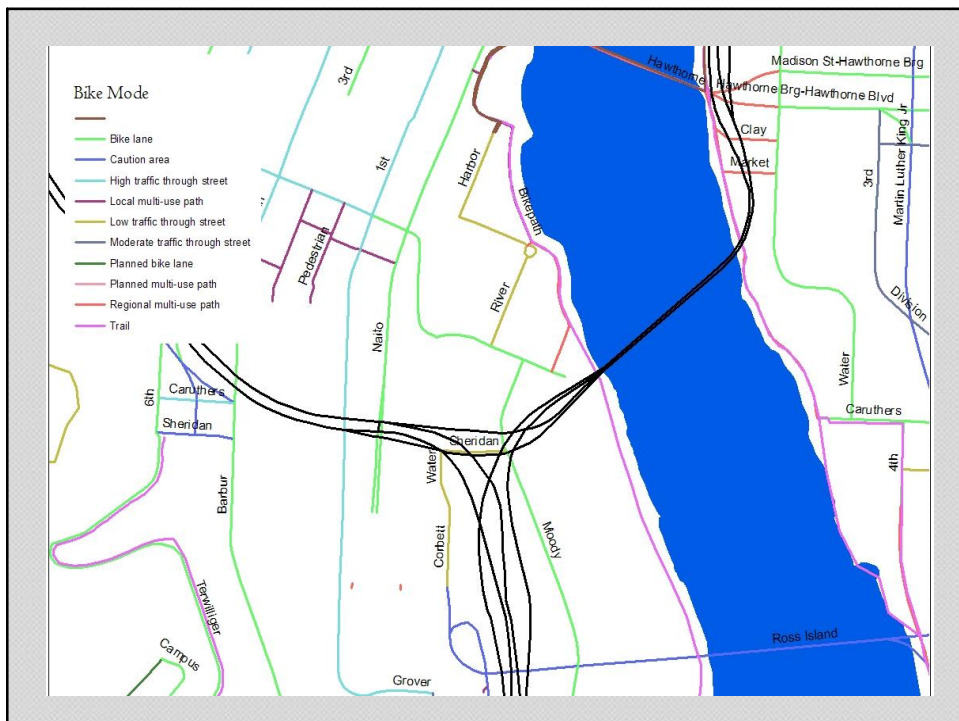 Hawthorne
Madison St-Hawthorne Brg
Hawthorne Brg-Hawthorne Blvd
3rd
Bike Mode
Bike lane
Caution area
High traffic through street
Local multi-use path
Low traffic through street
Moderate traffic through street
Planned bike lane
Planned multi-use path
Regional multi-use path
Trail
1st
Harbor
Bikepath
Clay
Market
3rd
Martin Luther King Jr
Pedestrian
River
Division
Naito
Water
6th
Caruthers
Sheridan
Sheridan
Caruthers
Water
4th
Barbur
Corbett
Moody
Terwilliger
Ross Island
Campus
Grover